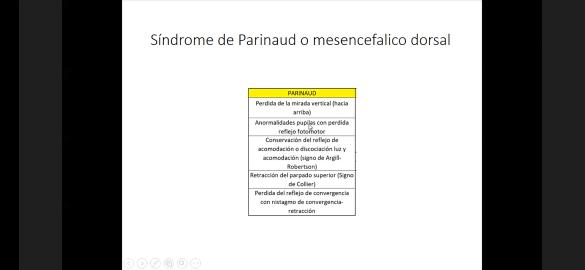 Síndrome de Parinaud o mesencefalico dorsal
PARINAUD
Perdida de la mirada vertical (hacia
arriba)
Anormalidades pupilas con perdida
reflejo fotomotor
Conservación del reflejo de
acomodación o discociación luz y
acomodación (signo de Argill-
Robertson)
Retracción del parpado superior (Signo
de Collier)
Perdida del reflejo de convergencia
con nistagmo de convergencia-
retracción